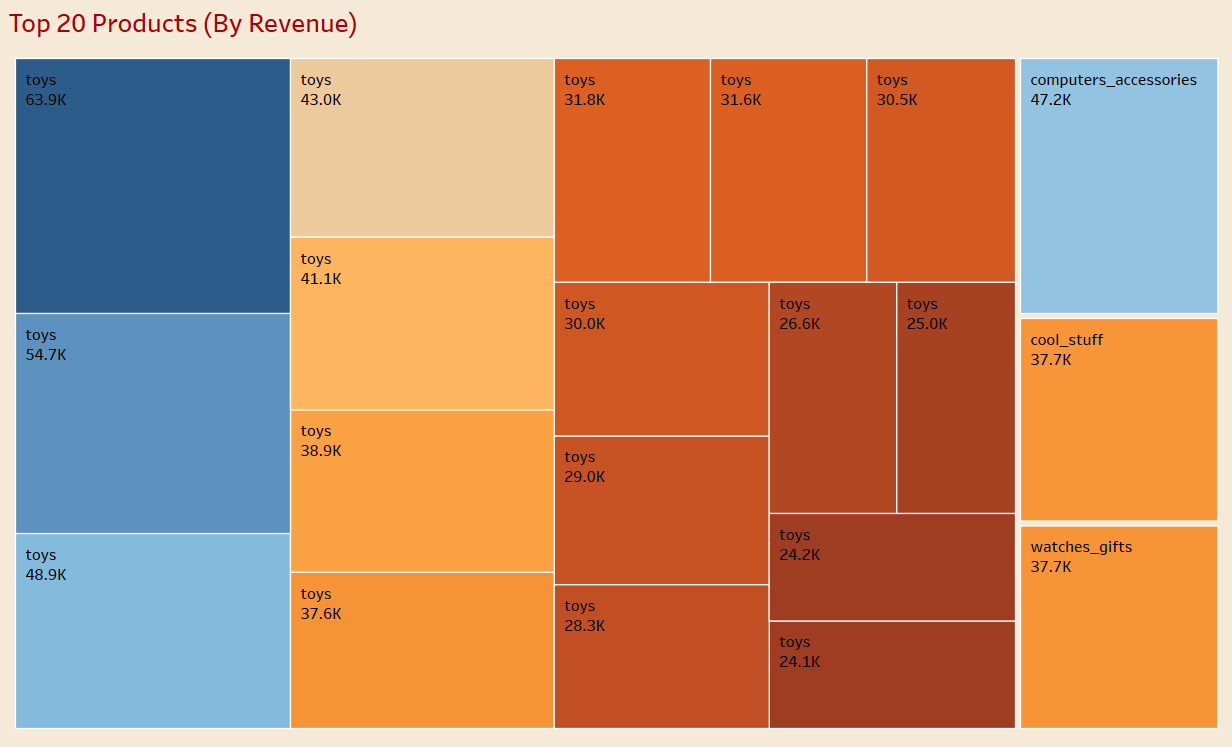 Top 20 Products (By Revenue)
toys
63.9K
toys
54.7K
toys
48.9K
toys
43.0K
toys
41.1K
toys
38.9K
toys
37.6K
toys
31.8K
toys
31.6K
toys
30.5K
toys
30.0K
toys
29.0K
toys
28.3K
toys
26.6K
toys
25.0K
toys
24.2K
toys
24.1K
computers_accessories
47.2K
cool_stuff
37.7K
watches_gifts
37.7K